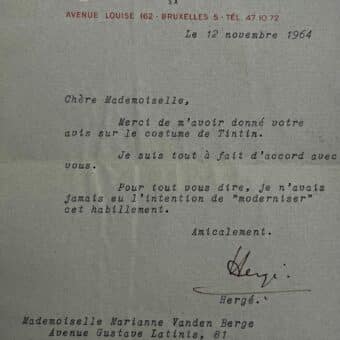 SA
AVENUE LOUISE 162 · BRUXELLES 5 · TÉL. 47 10 72
Le 12 novembre 1964
Chère Mademoiselle,
Merci de m'avoir donné votre
avis sur le costume de Tintin.
Je suis tout à fait d'accord avec
vous.
Pour tout vous dire, je n'avais
jamais eu l'intention de "moderniser"
cet habillement.
Amicalement.
Hergé.
Hergé.
Mademoiselle Marianne Vanden Berge
Avenue Gustave Latinis, 81